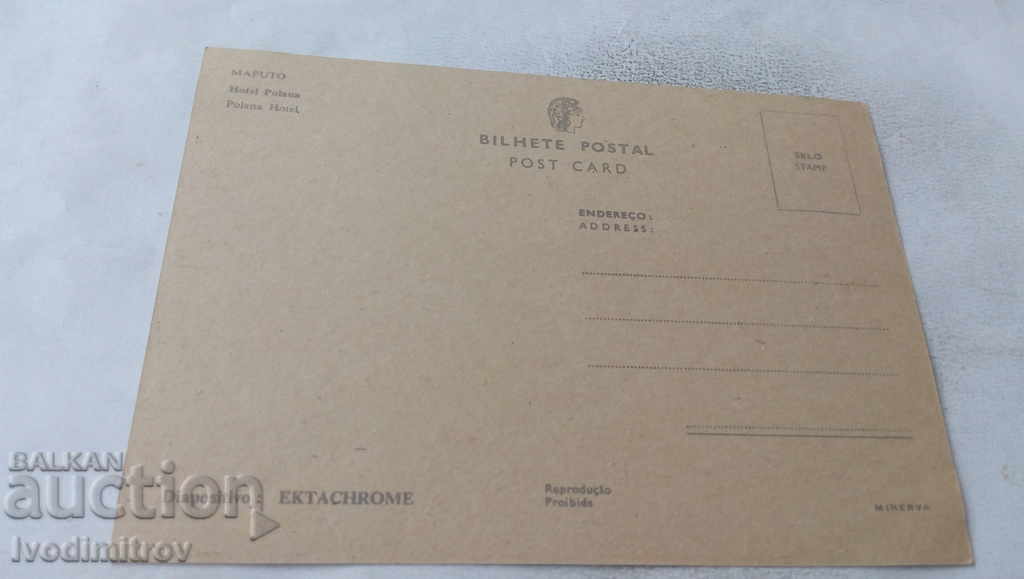 MAPUTO
Hotel Polana
Polana Hotel
BILHETE POSTAL
POST CARD
SELO
STAMP
ENDEREÇO:
ADDRESS:
Diapositivo: EKTACHROME
Reprodução
Proibida
MINERVA
BALKAN
auction
Ivodimitrov